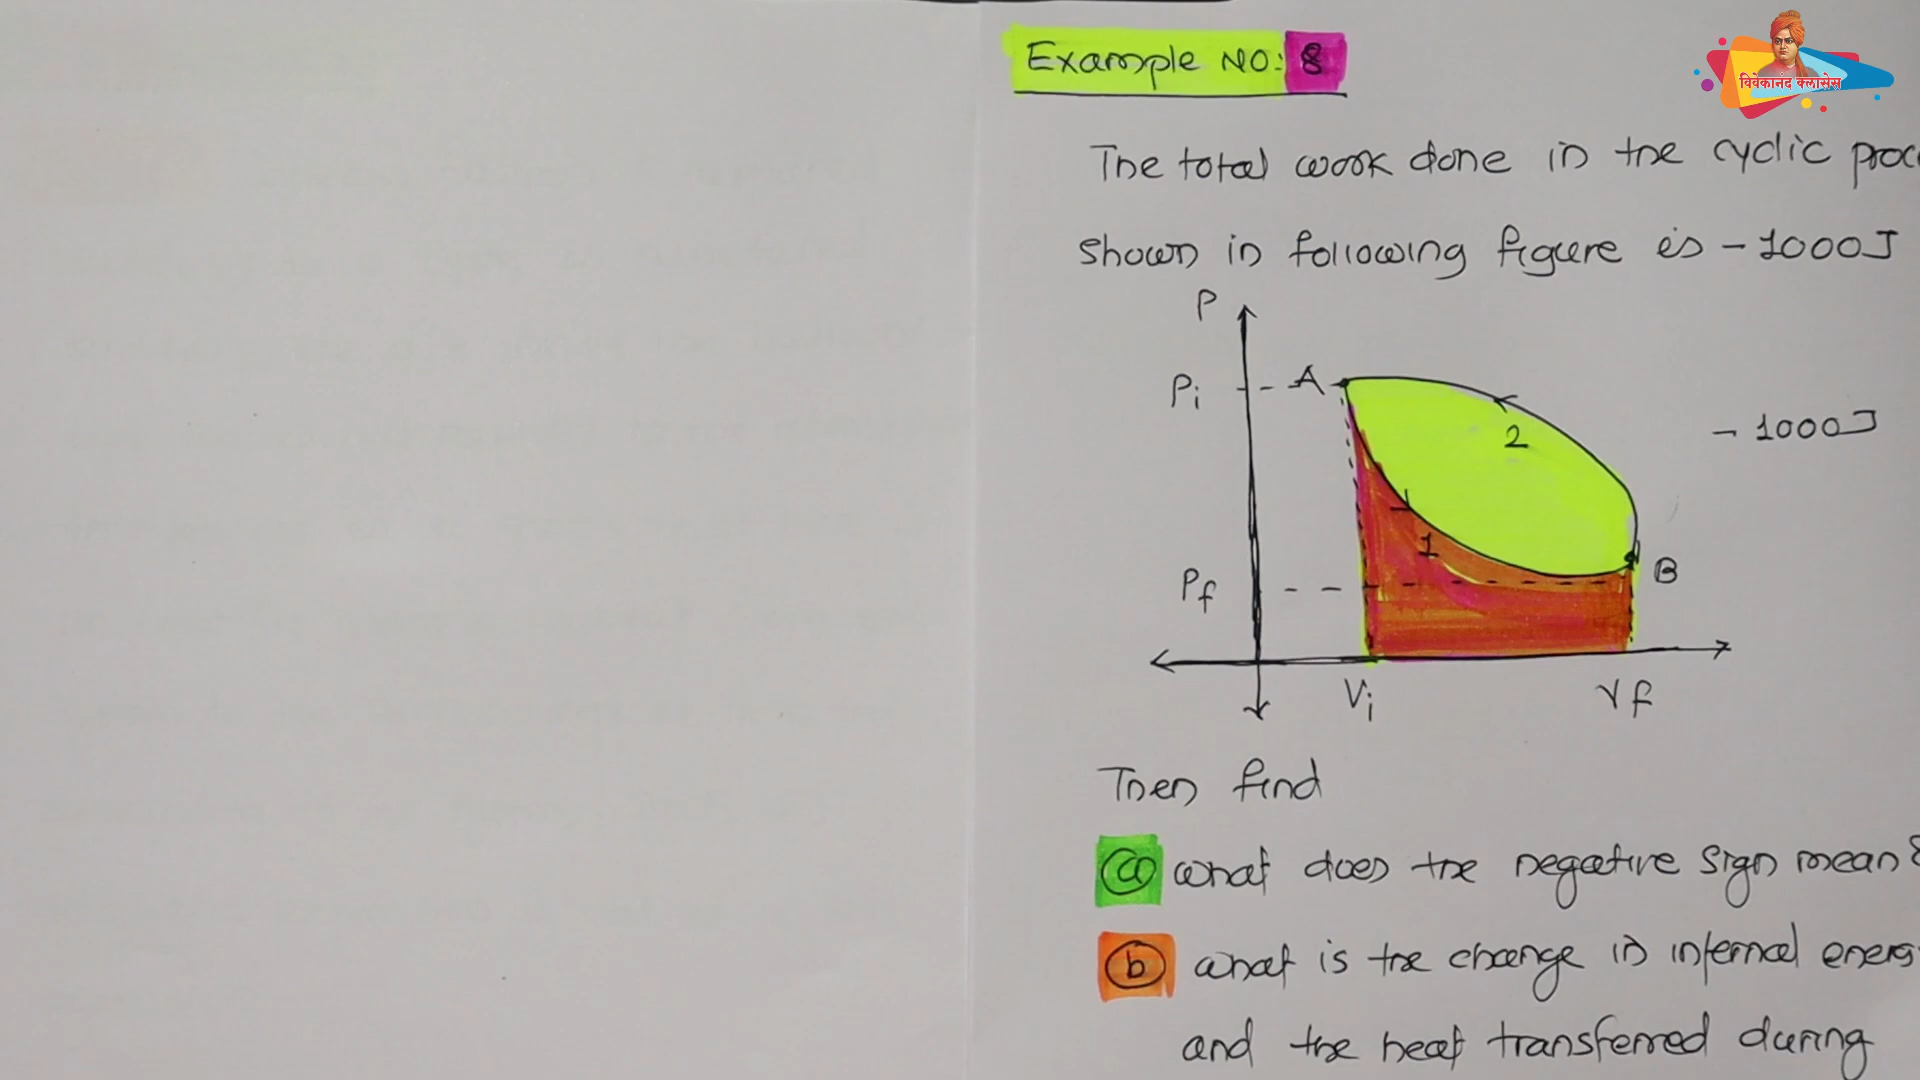 Example NO: 8
विवेकानंद क्लासेस
The total work done in the cyclic proc
shown in following figure is - 1000J
P
Pi A
2
- 1000J
1
Pf B
Vi Vf
Then find
a what does the negative sign mean?
b what is the change in internal energ
and the heat transferred during